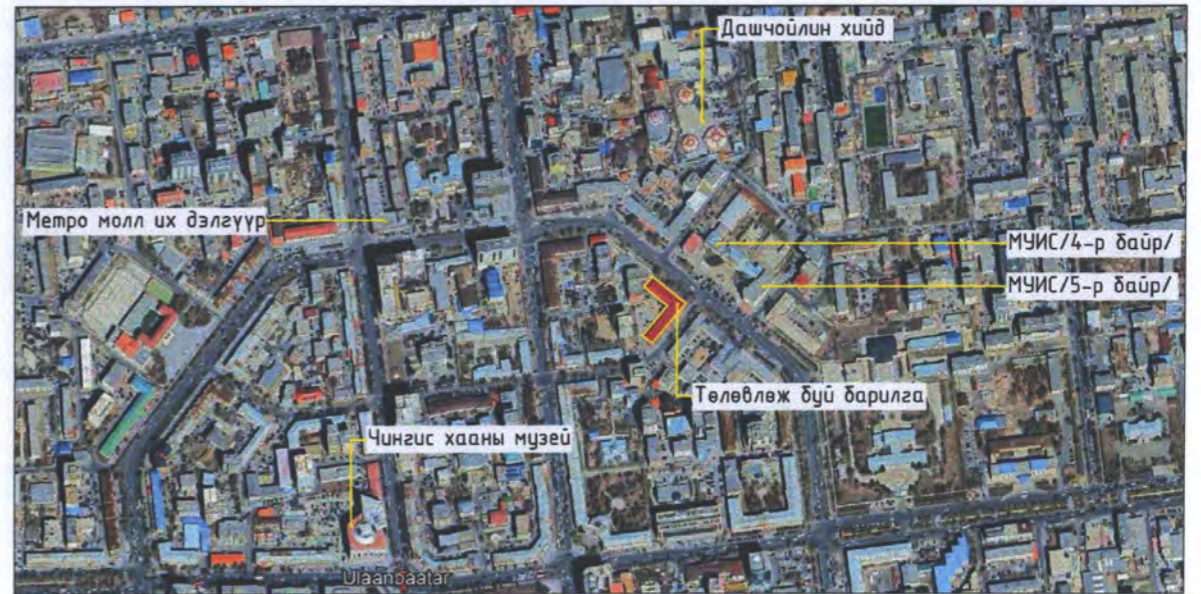 Дашчойлин хийд
Метро молл их дэлгүүр
МУИС/4-р байр/
МУИС/5-р байр/
Төлөвлөж буй барилга
Чингис хааны музей
Ulaanbaatar